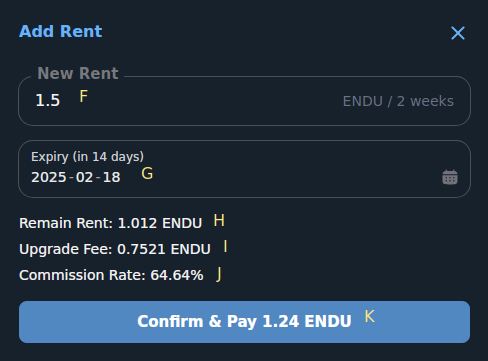 Add Rent
New Rent
1.5 F ENDU / 2 weeks
Expiry (in 14 days)
2025-02-18 G
Remain Rent: 1.012 ENDU H
Upgrade Fee: 0.7521 ENDU I
Commission Rate: 64.64% J
Confirm & Pay 1.24 ENDU K